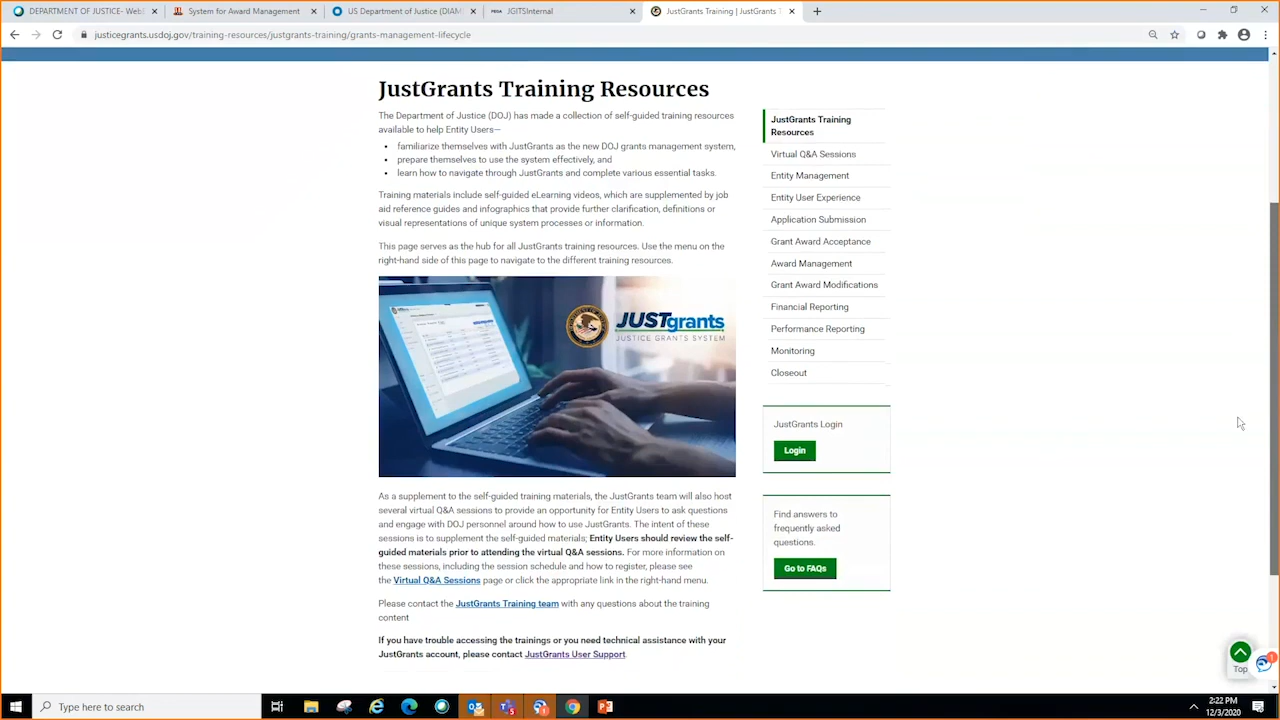 DEPARTMENT OF JUSTICE- Web
System for Award Management
US Department of Justice (DIAM
PEGA JGITSInternal
JustGrants Training | JustGrants T
justicegrants.usdoj.gov/training-resources/justgrants-training/grants-management-lifecycle
JustGrants Training Resources
The Department of Justice (DOJ) has made a collection of self-guided training resources
available to help Entity Users—
• familiarize themselves with JustGrants as the new DOJ grants management system,
• prepare themselves to use the system effectively, and
• learn how to navigate through JustGrants and complete various essential tasks.
Training materials include self-guided eLearning videos, which are supplemented by job
aid reference guides and infographics that provide further clarification, definitions or
visual representations of unique system processes or information.
This page serves as the hub for all JustGrants training resources. Use the menu on the
right-hand side of this page to navigate to the different training resources.
JUSTgrants
JUSTICE GRANTS SYSTEM
As a supplement to the self-guided training materials, the JustGrants team will also host
several virtual Q&A sessions to provide an opportunity for Entity Users to ask questions
and engage with DOJ personnel around how to use JustGrants. The intent of these
sessions is to supplement the self-guided materials; Entity Users should review the self-
guided materials prior to attending the virtual Q&A sessions. For more information on
these sessions, including the session schedule and how to register, please see
the Virtual Q&A Sessions page or click the appropriate link in the right-hand menu.
Please contact the JustGrants Training team with any questions about the training
content
If you have trouble accessing the trainings or you need technical assistance with your
JustGrants account, please contact JustGrants User Support.
JustGrants Training
Resources
Virtual Q&A Sessions
Entity Management
Entity User Experience
Application Submission
Grant Award Acceptance
Award Management
Grant Award Modifications
Financial Reporting
Performance Reporting
Monitoring
Closeout
JustGrants Login
Login
Find answers to
frequently asked
questions.
Go to FAQs
Top
1
Type here to search
2:22 PM
12/3/2020